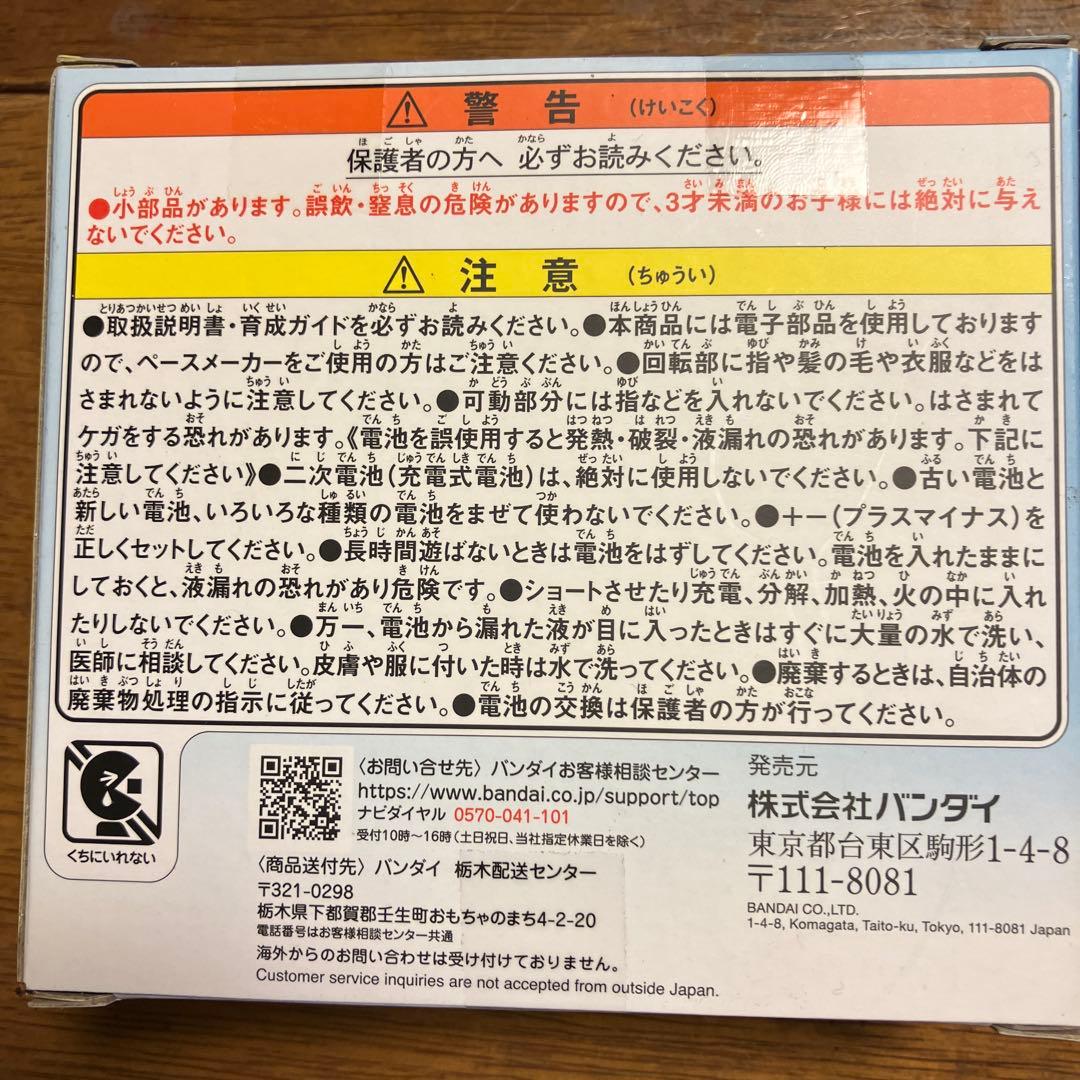 警告 (けいこく)
保護者の方へ 必ずお読みください。
●小部品があります。誤飲・窒息の危険がありますので、3才未満のお子様には絶対に与え
ないでください。
注意 (ちゅうい)
●取扱説明書・育成ガイドを必ずお読みください。●本商品には電子部品を使用しております
ので、ペースメーカーをご使用の方はご注意ください。●回転部に指や髪の毛や衣服などをは
さまれないように注意してください。●可動部分には指などを入れないでください。はさまれて
ケガをする恐れがあります。《電池を誤使用すると発熱・破裂・液漏れの恐れがあります。下記に
注意してください》●二次電池(充電式電池)は、絶対に使用しないでください。●古い電池と
新しい電池、いろいろな種類の電池をまぜて使わないでください。●+−(プラスマイナス)を
正しくセットしてください。●長時間遊ばないときは電池をはずしてください。電池を入れたままに
しておくと、液漏れの恐れがあり危険です。●ショートさせたり充電、分解、加熱、火の中に入れ
たりしないでください。●万一、電池から漏れた液が目に入ったときはすぐに大量の水で洗い、
医師に相談してください。皮膚や服に付いた時は水で洗ってください。●廃棄するときは、自治体の
廃棄物処理の指示に従ってください。●電池の交換は保護者の方が行ってください。
くちにいれない
〈お問い合せ先〉バンダイお客様相談センター
https://www.bandai.co.jp/support/top
ナビダイヤル 0570-041-101
受付10時〜16時(土日祝日、当社指定休業日を除く)
〈商品送付先〉バンダイ 栃木配送センター
〒321-0298
栃木県下都賀郡壬生町おもちゃのまち4-2-20
電話番号はお客様相談センター共通
海外からのお問い合わせは受け付けておりません。
Customer service inquiries are not accepted from outside Japan.
発売元
株式会社バンダイ
東京都台東区駒形1-4-8
〒111-8081
BANDAI CO.,LTD.
1-4-8, Komagata, Taito-ku, Tokyo, 111-8081 Japan